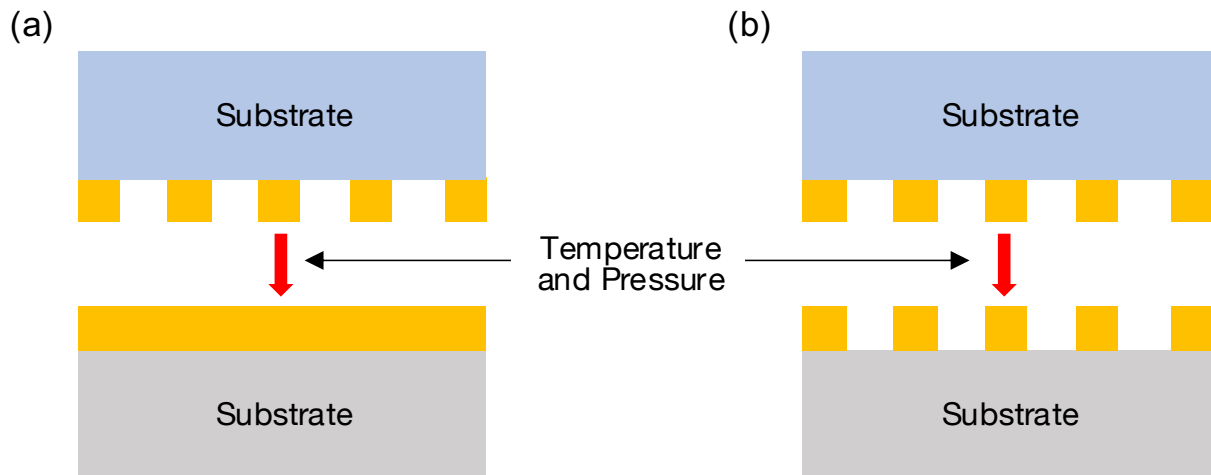 (a)
(b)
Substrate
Substrate
Temperature
and Pressure
Substrate
Substrate